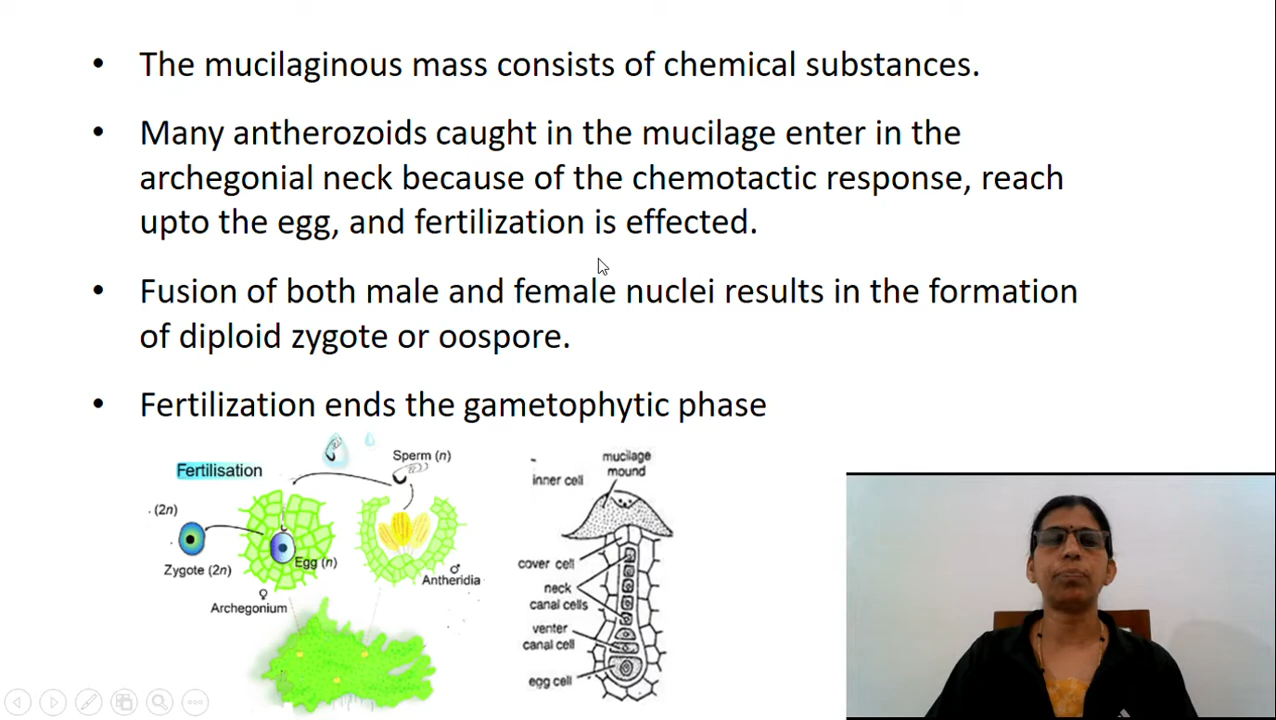 • The mucilaginous mass consists of chemical substances.
• Many antherozoids caught in the mucilage enter in the
archegonial neck because of the chemotactic response, reach
upto the egg, and fertilization is effected.
• Fusion of both male and female nuclei results in the formation
of diploid zygote or oospore.
• Fertilization ends the gametophytic phase
Fertilisation
Sperm (n)
(2n)
Zygote (2n)
Egg (n)
♂
Antheridia
♀
Archegonium
mucilage
mound
inner cell
cover cell
neck
canal cells
venter
canal cell
egg cell